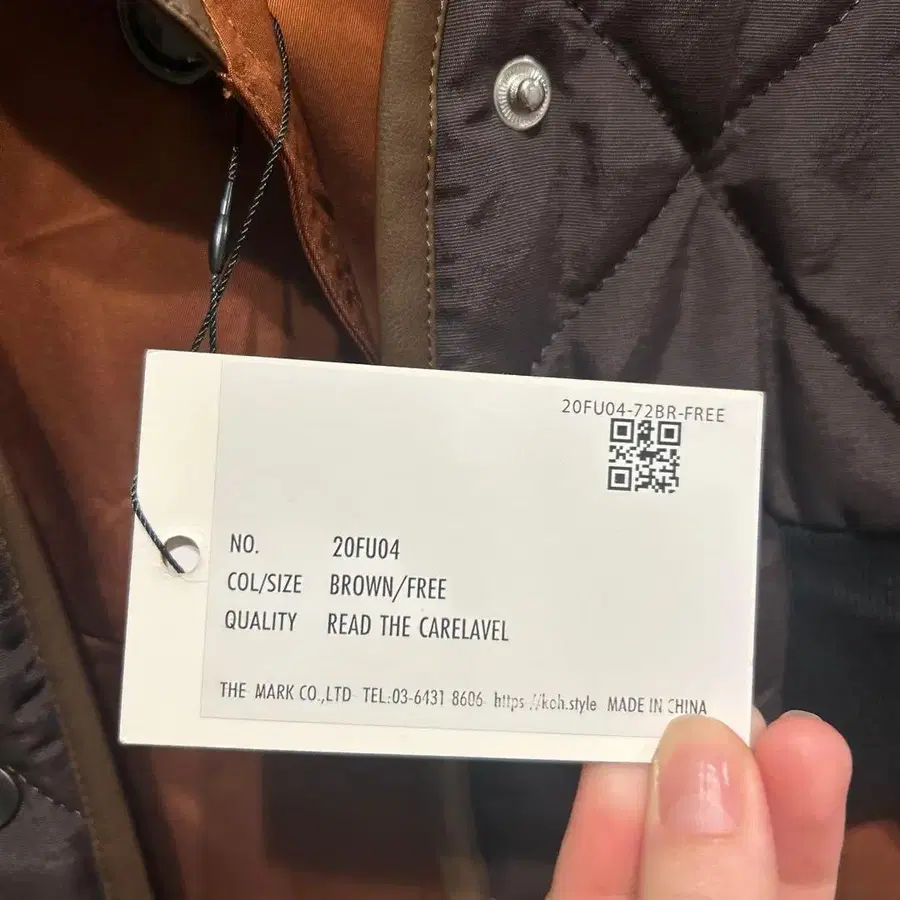 20FU04-72BR-FREE
NO. 20FU04
COL/SIZE BROWN/FREE
QUALITY READ THE CARELAVEL
THE MARK CO.,LTD TEL:03-6431-8606 https://koh.style MADE IN CHINA